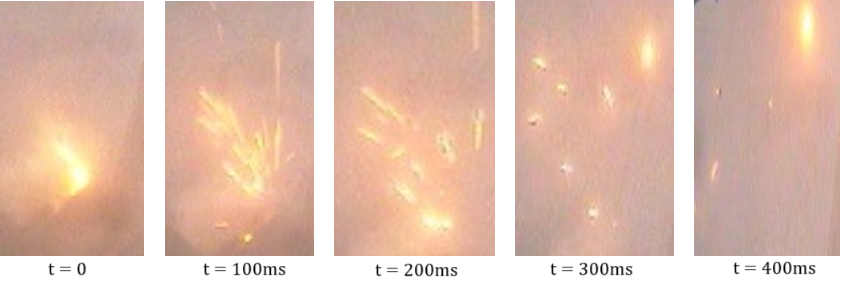 t = 0
t = 100ms
t = 200ms
t = 300ms
t = 400ms